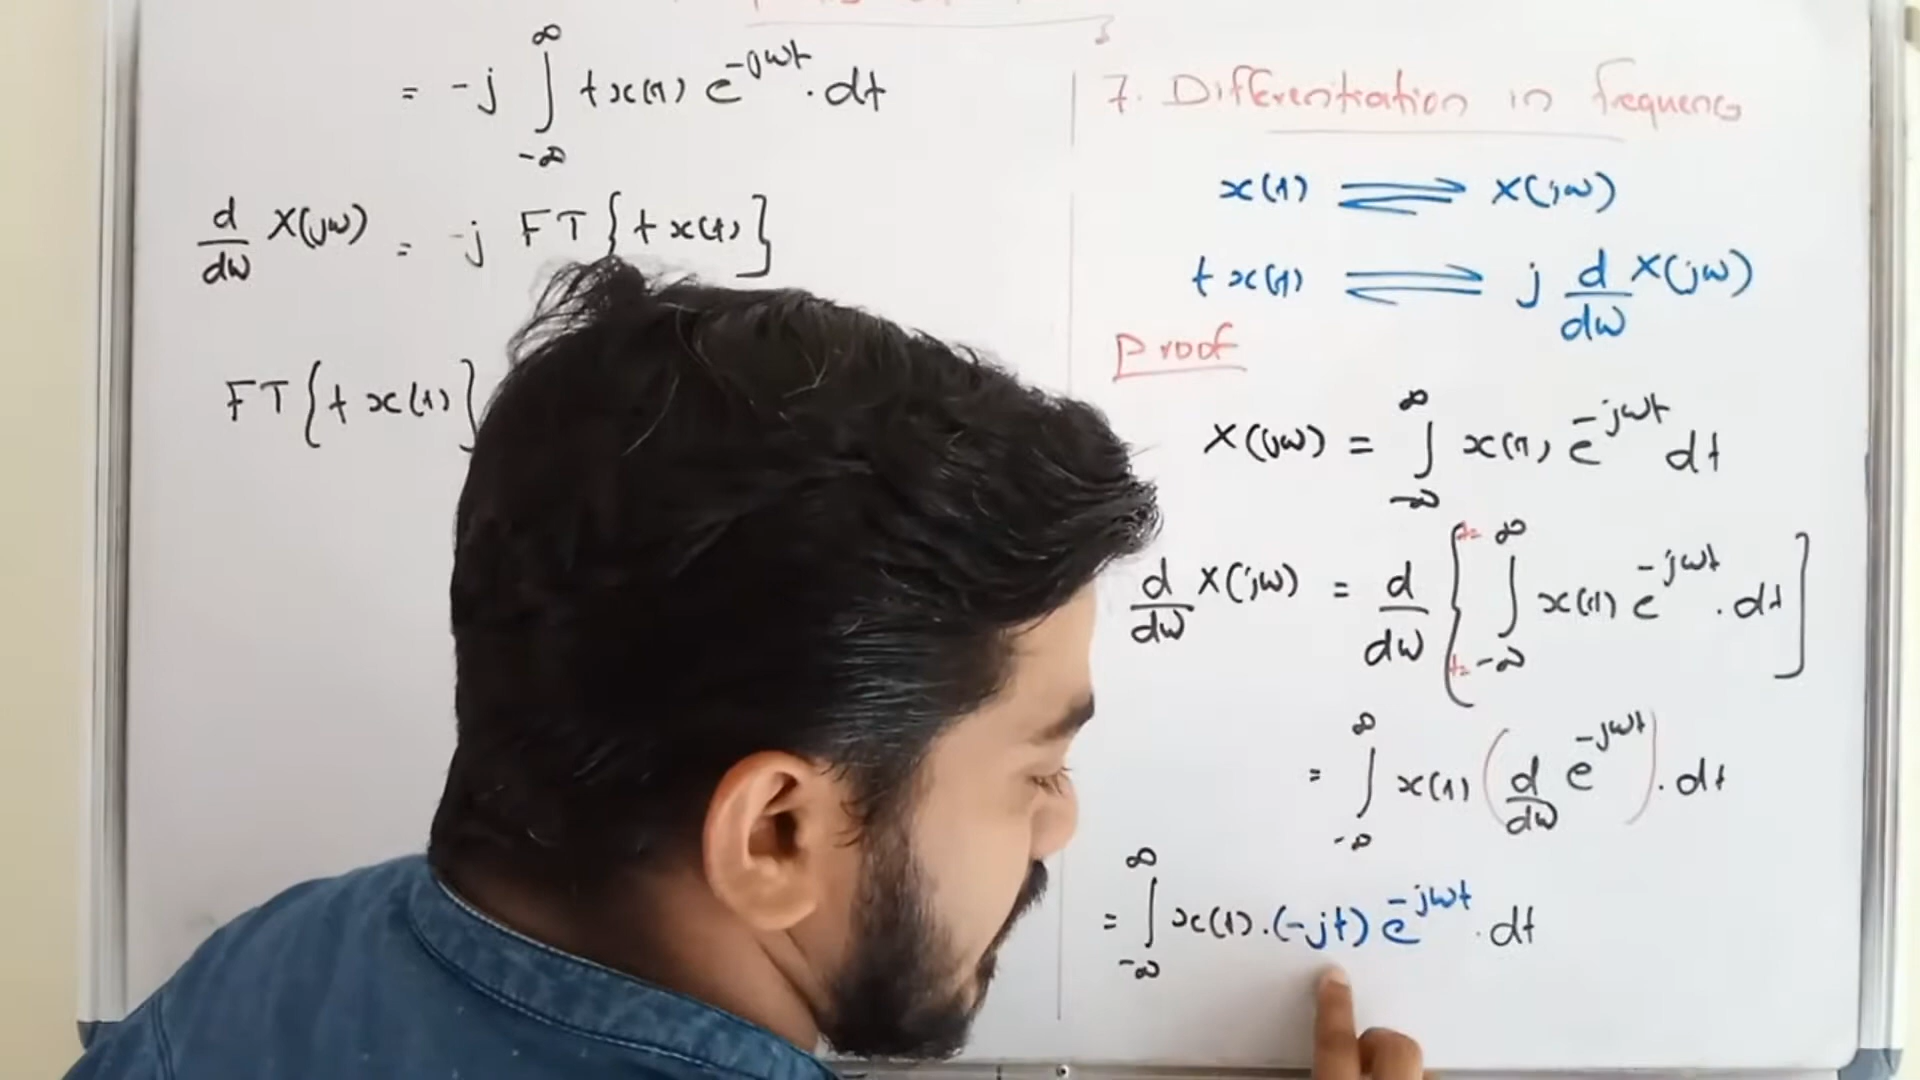 = -j ∫_{-∞}^{∞} t x(t) e^{-jωt} . dt
d/dω X(jω) = -j FT {t x(t)}
FT {t x(t)}
7. Differentiation in frequency
x(t) ⇌ X(jω)
t x(t) ⇌ j d/dω X(jω)
Proof
X(jω) = ∫_{-∞}^{∞} x(t) e^{-jωt} dt
d/dω X(jω) = d/dω { ∫_{t=-∞}^{t=∞} x(t) e^{-jωt} . dt }
= ∫_{-∞}^{∞} x(t) ( d/dω e^{-jωt} ) . dt
= ∫_{-∞}^{∞} x(t) . (-jt) e^{-jωt} . dt